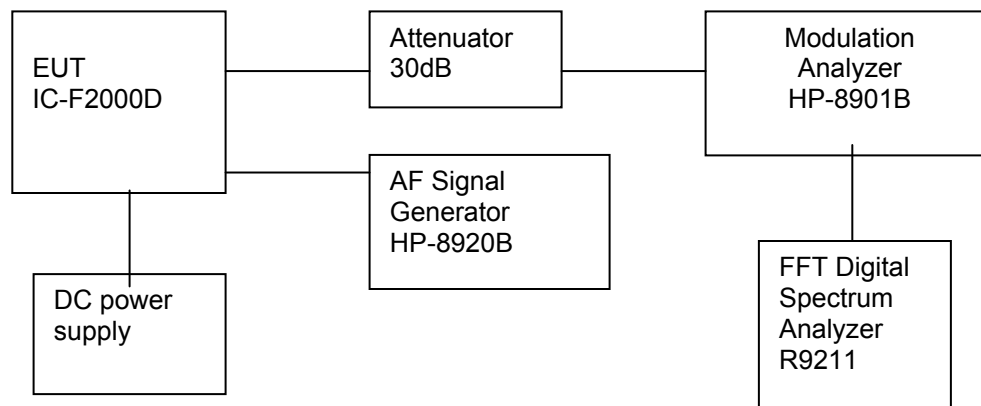 EUT
IC-F2000D
Attenuator
30dB
Modulation
Analyzer
HP-8901B
AF Signal
Generator
HP-8920B
DC power
supply
FFT Digital
Spectrum
Analyzer
R9211